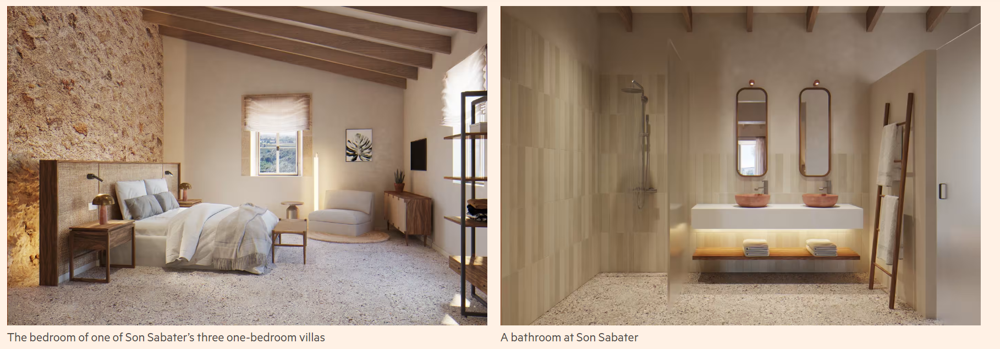 The bedroom of one of Son Sabater’s three one-bedroom villas
A bathroom at Son Sabater